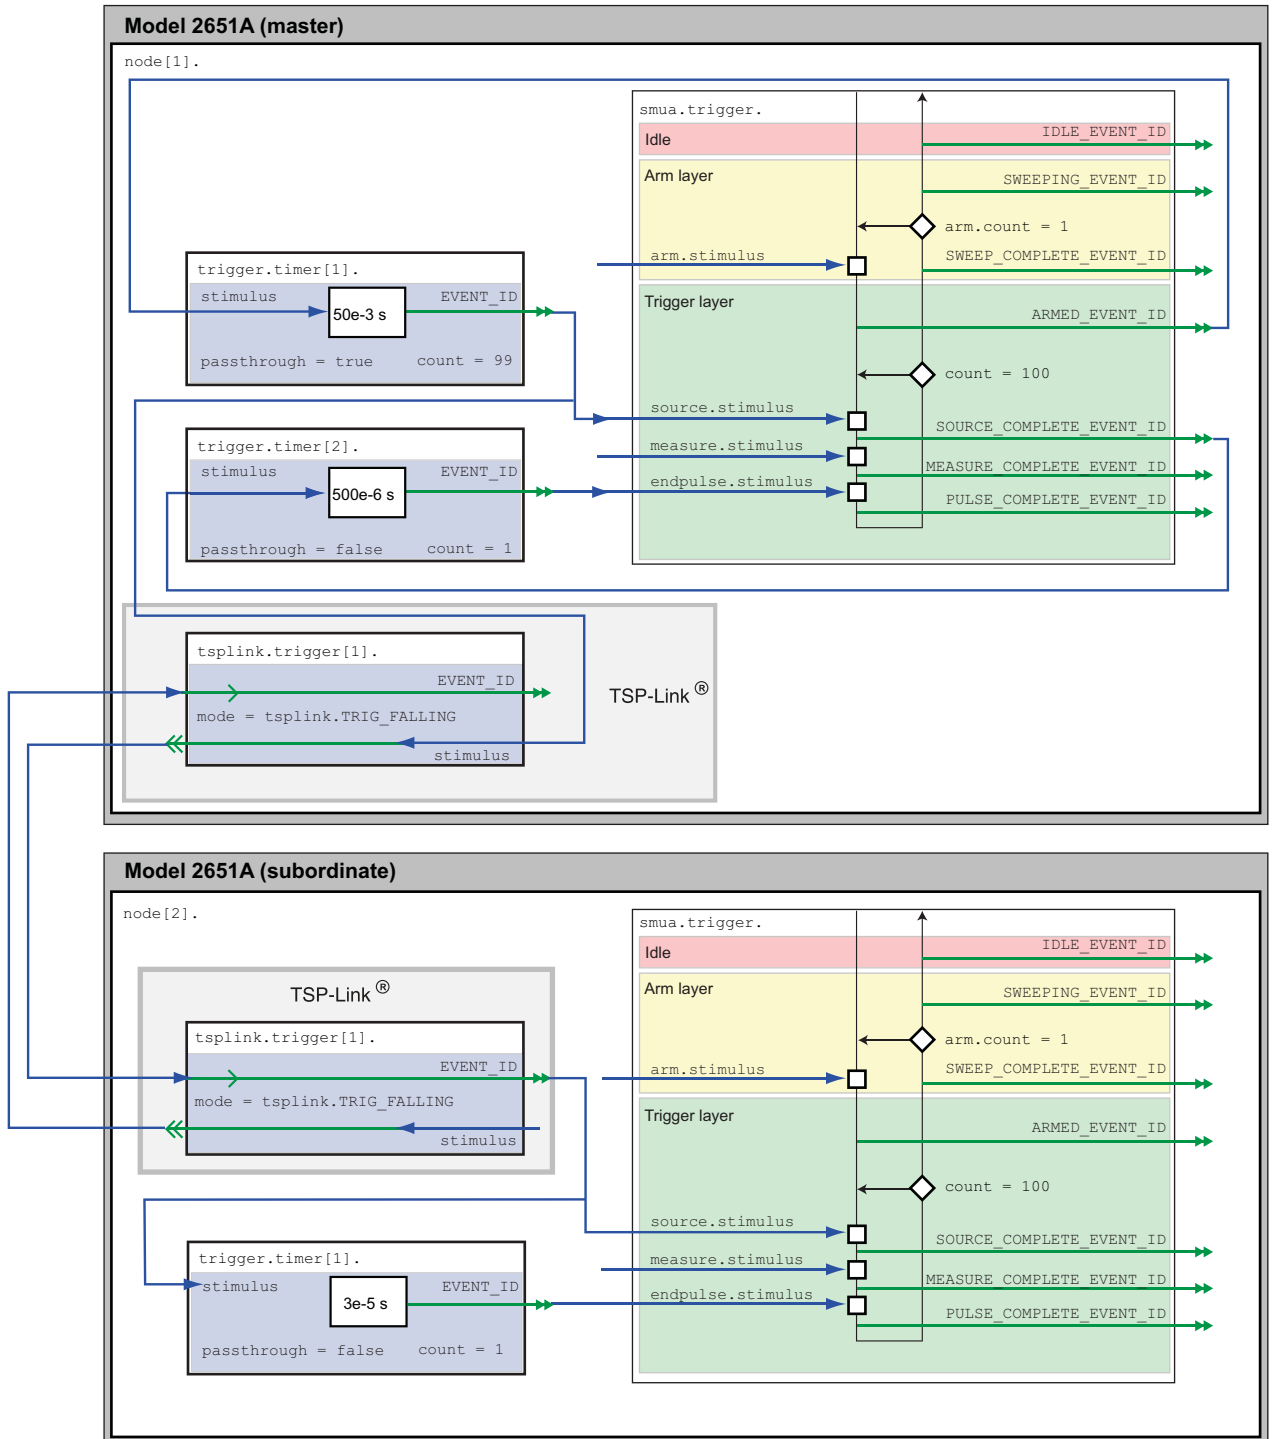 Model 2651A (master)
node[1].
smua.trigger.
Idle
IDLE_EVENT_ID
Arm layer
SWEEPING_EVENT_ID
arm.count = 1
arm.stimulus
SWEEP_COMPLETE_EVENT_ID
Trigger layer
ARMED_EVENT_ID
count = 100
source.stimulus
SOURCE_COMPLETE_EVENT_ID
measure.stimulus
MEASURE_COMPLETE_EVENT_ID
endpulse.stimulus
PULSE_COMPLETE_EVENT_ID
trigger.timer[1].
stimulus
EVENT_ID
50e-3 s
passthrough = true count = 99
trigger.timer[2].
stimulus
EVENT_ID
500e-6 s
passthrough = false count = 1
tsplink.trigger[1].
EVENT_ID
mode = tsplink.TRIG_FALLING
stimulus
TSP-Link ®
Model 2651A (subordinate)
node[2].
smua.trigger.
Idle
IDLE_EVENT_ID
Arm layer
SWEEPING_EVENT_ID
arm.count = 1
arm.stimulus
SWEEP_COMPLETE_EVENT_ID
Trigger layer
ARMED_EVENT_ID
count = 100
source.stimulus
SOURCE_COMPLETE_EVENT_ID
measure.stimulus
MEASURE_COMPLETE_EVENT_ID
endpulse.stimulus
PULSE_COMPLETE_EVENT_ID
TSP-Link ®
tsplink.trigger[1].
EVENT_ID
mode = tsplink.TRIG_FALLING
stimulus
trigger.timer[1].
stimulus
EVENT_ID
3e-5 s
passthrough = false count = 1